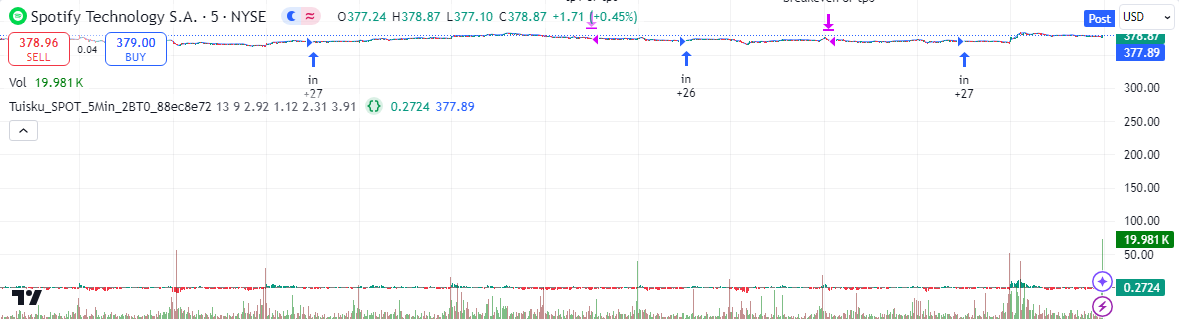 Spotify Technology S.A. · 5 · NYSE O377.24 H378.87 L377.10 C378.87 +1.71 (+0.45%)
Post USD
378.96 SELL
0.04
379.00 BUY
378.87
377.89
Vol 19.981 K
Tuisku_SPOT_5Min_2BT0_88ec8e72 13 9 2.92 1.12 2.31 3.91 {} 0.2724 377.89
in
+27
in
+26
in
+27
300.00
250.00
200.00
150.00
100.00
19.981 K
50.00
0.2724